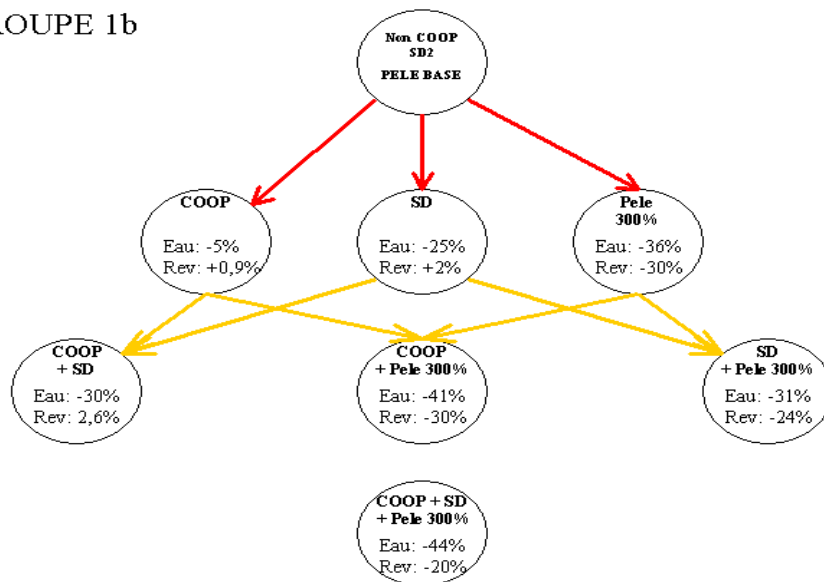 OUPE 1b
Non COOP
SD2
PELE BASE
COOP
Eau: -5%
Rev: +0,9%
SD
Eau: -25%
Rev: +2%
Pele
300%
Eau: -36%
Rev: -30%
COOP
+ SD
Eau: -30%
Rev: 2,6%
COOP
+ Pele 300%
Eau: -41%
Rev: -30%
SD
+ Pele 300%
Eau: -31%
Rev: -24%
COOP + SD
+ Pele 300%
Eau: -44%
Rev: -20%